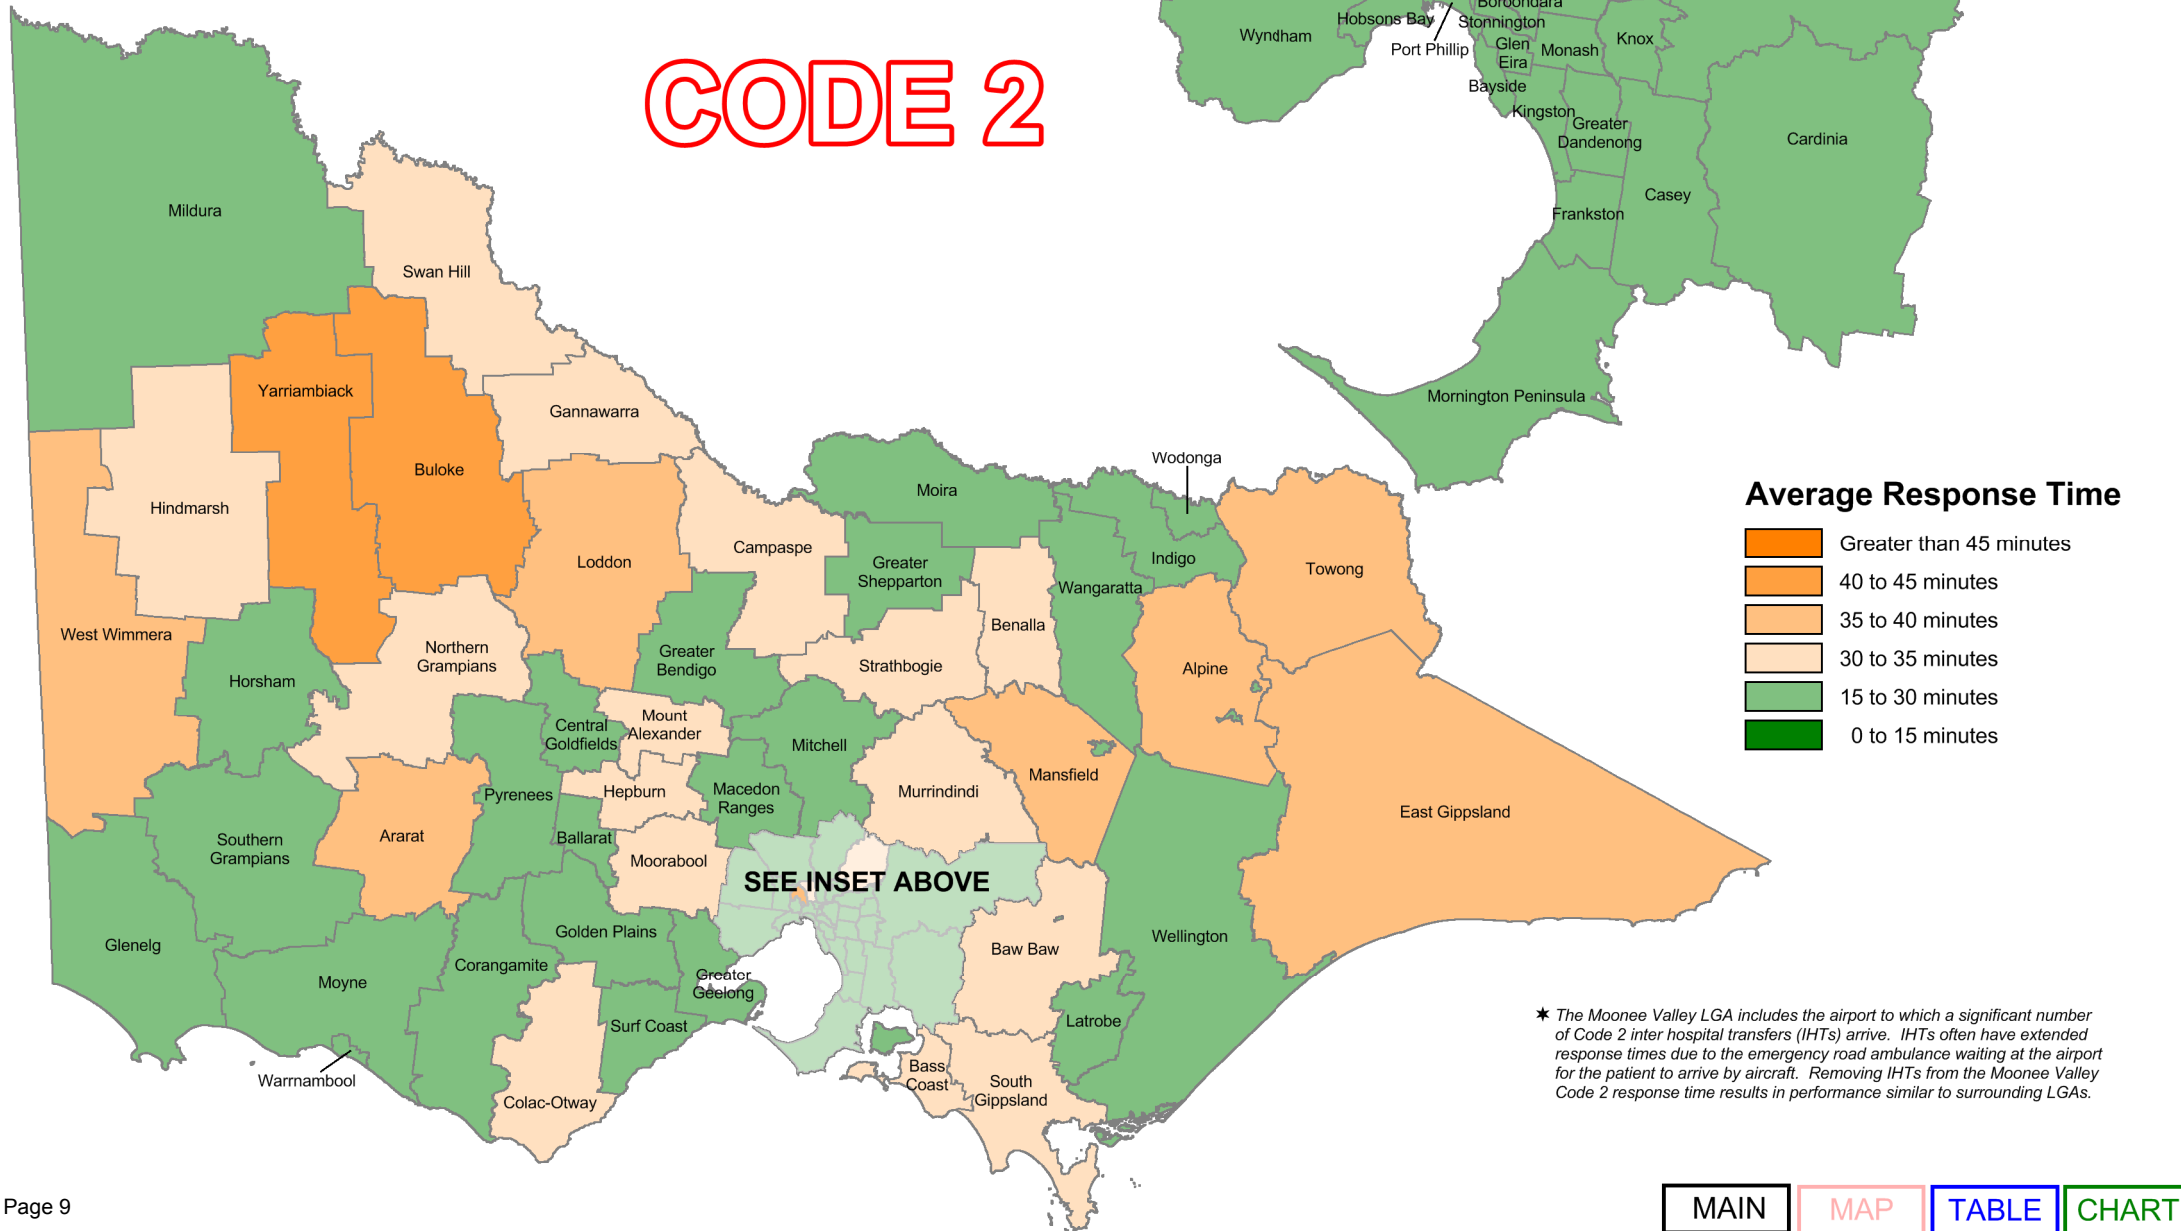 Boroondara
Hobsons Bay
Stonnington
Wyndham
Port Phillip
Glen
Eira
Monash
Knox
Bayside
Kingston
Greater
Dandenong
Cardinia
Casey
Frankston
Mornington Peninsula
CODE 2
Mildura
Swan Hill
Yarriambiack
Gannawarra
Buloke
Hindmarsh
Wodonga
Moira
Loddon
Campaspe
Greater
Shepparton
Indigo
Wangaratta
Towong
West Wimmera
Benalla
Northern
Grampians
Greater
Bendigo
Strathbogie
Alpine
Horsham
Central
Goldfields
Mount
Alexander
Mitchell
Mansfield
Pyrenees
Hepburn
Macedon
Ranges
Murrindindi
East Gippsland
Southern
Grampians
Ararat
Ballarat
Moorabool
SEE INSET ABOVE
Glenelg
Moyne
Corangamite
Golden Plains
Greater
Geelong
Baw Baw
Wellington
Surf Coast
Latrobe
Warrnambool
Colac-Otway
Bass
Coast
South
Gippsland
Average Response Time
Greater than 45 minutes
40 to 45 minutes
35 to 40 minutes
30 to 35 minutes
15 to 30 minutes
0 to 15 minutes
✶ The Moonee Valley LGA includes the airport to which a significant number
of Code 2 inter hospital transfers (IHTs) arrive. IHTs often have extended
response times due to the emergency road ambulance waiting at the airport
for the patient to arrive by aircraft. Removing IHTs from the Moonee Valley
Code 2 response time results in performance similar to surrounding LGAs.
Page 9
MAIN
MAP
TABLE
CHART